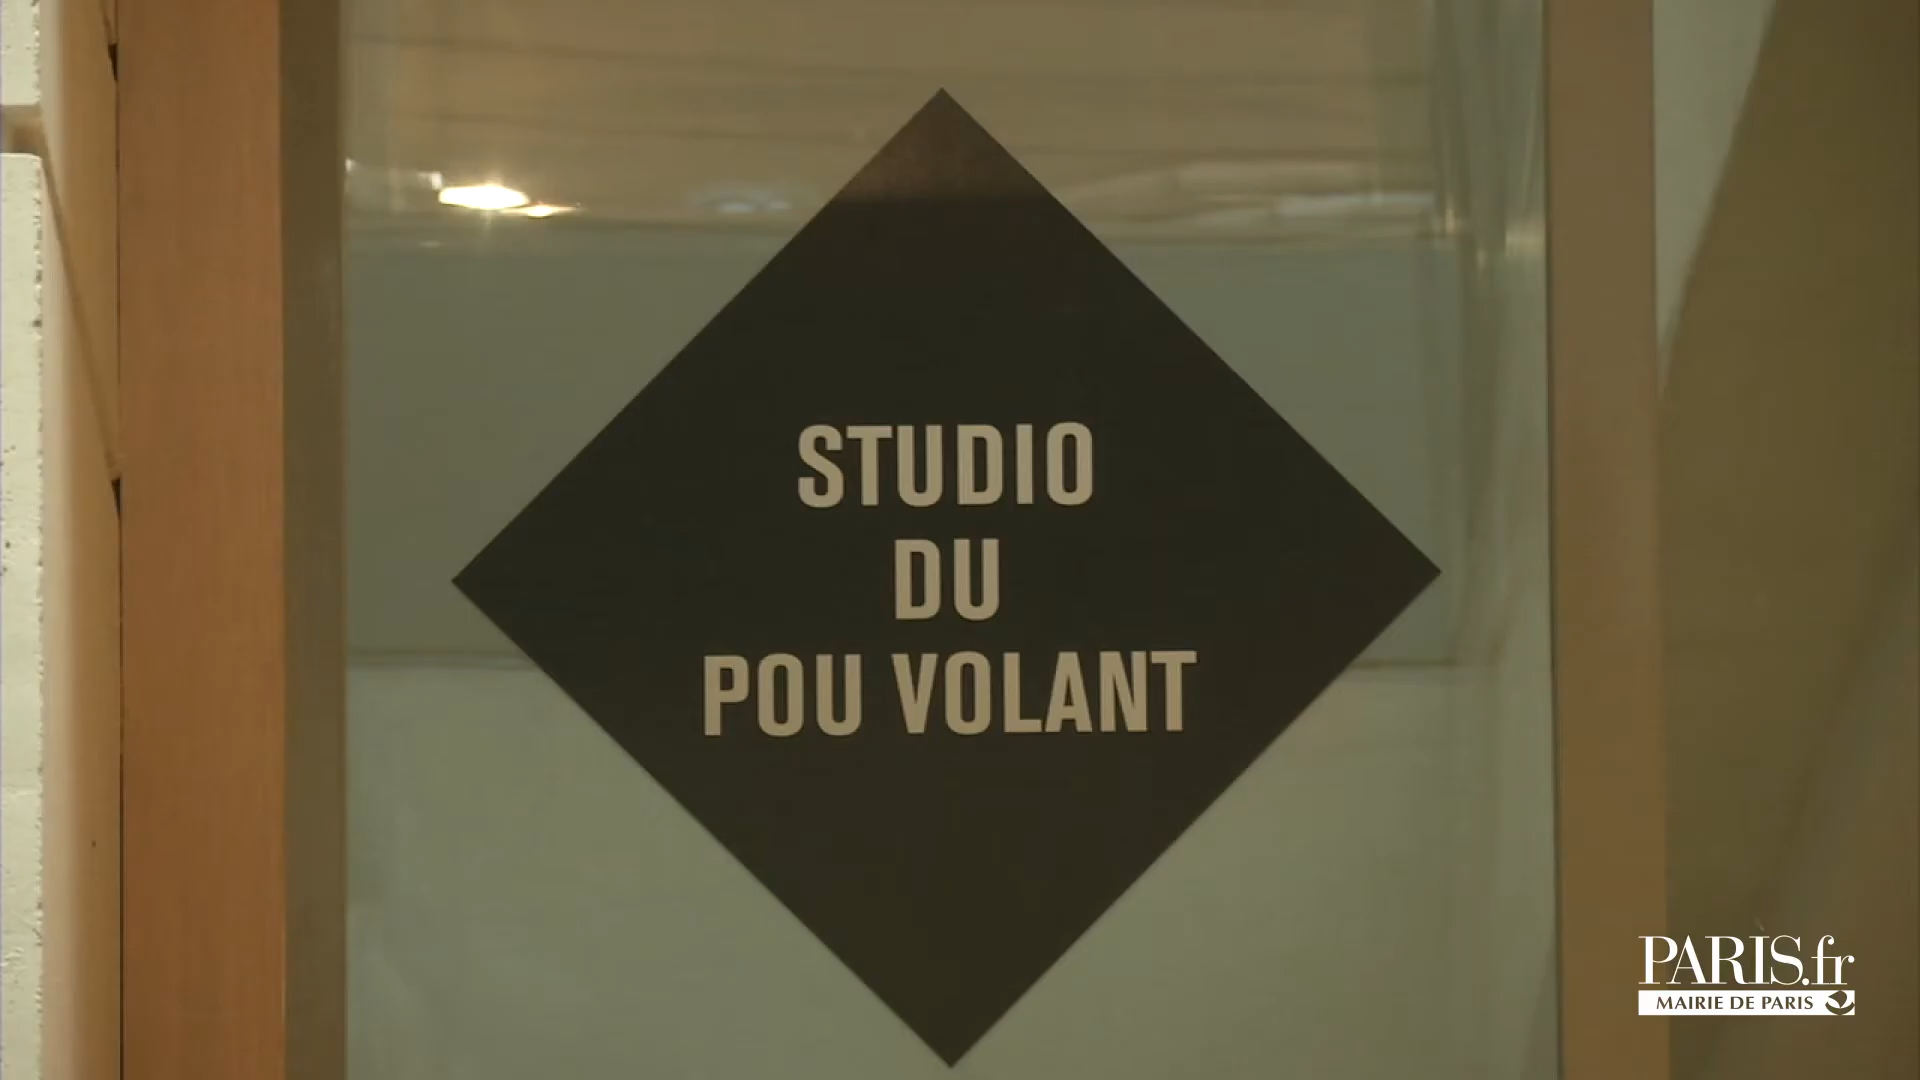 STUDIO
DU
POU VOLANT
PARIS.fr
MAIRIE DE PARIS